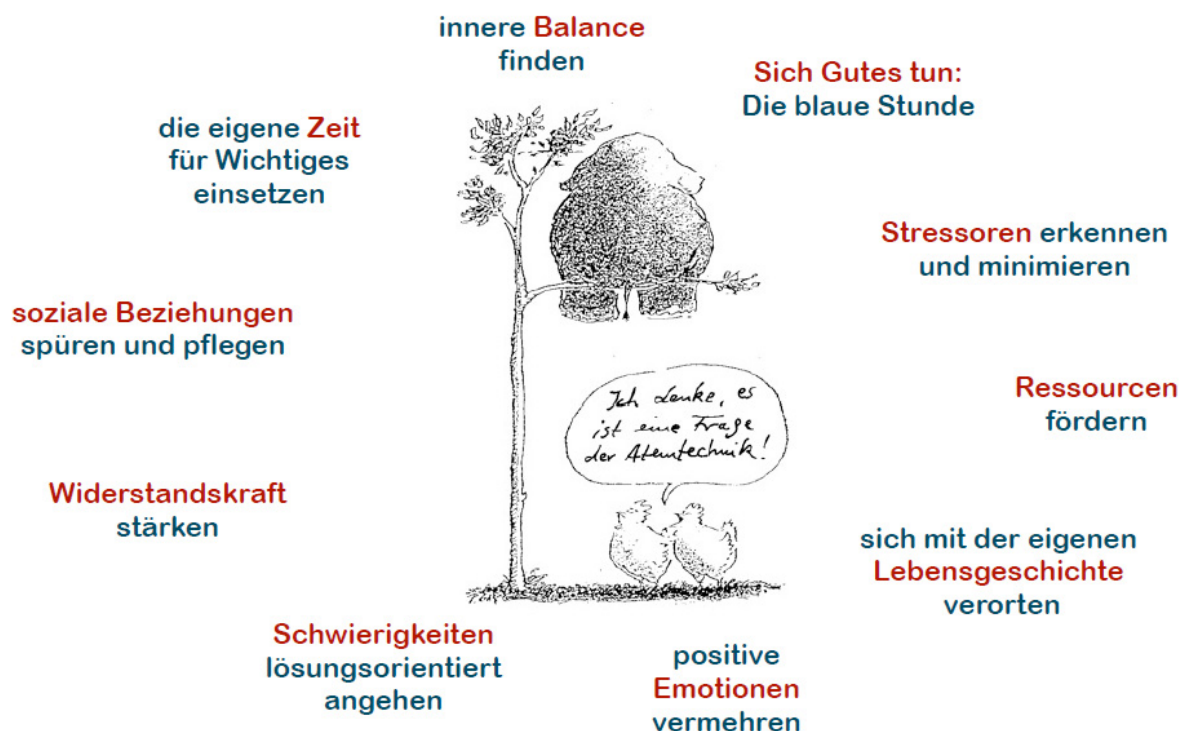 innere Balance
finden
Sich Gutes tun:
Die blaue Stunde
die eigene Zeit
für Wichtiges
einsetzen
Stressoren erkennen
und minimieren
soziale Beziehungen
spüren und pflegen
Ressourcen
fördern
Ich denke, es
ist eine Frage
der Atemtechnik!
Widerstandskraft
stärken
sich mit der eigenen
Lebensgeschichte
verorten
Schwierigkeiten
lösungsorientiert
angehen
positive
Emotionen
vermehren